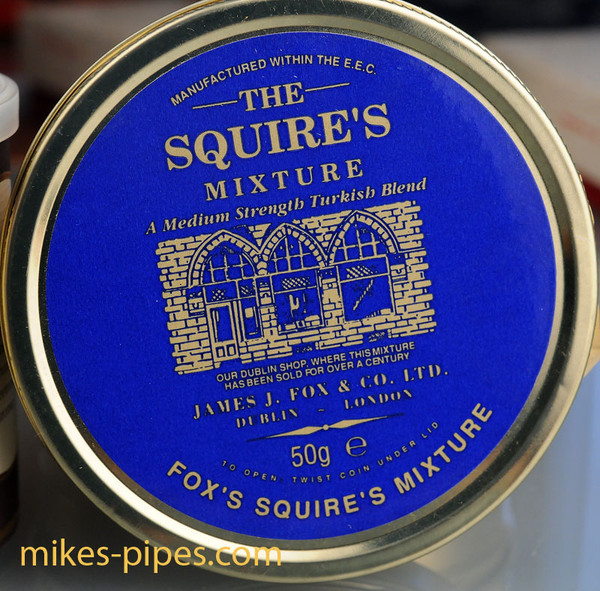 MANUFACTURED WITHIN THE E.E.C.
THE
SQUIRE'S
MIXTURE
A Medium Strength Turkish Blend
OUR DUBLIN SHOP, WHERE THIS MIXTURE
HAS BEEN SOLD FOR OVER A CENTURY
JAMES J. FOX & CO. LTD.
DUBLIN ~ LONDON
50g e
TO OPEN TWIST COIN UNDER LID
FOX'S SQUIRE'S MIXTURE
mikes-pipes.com